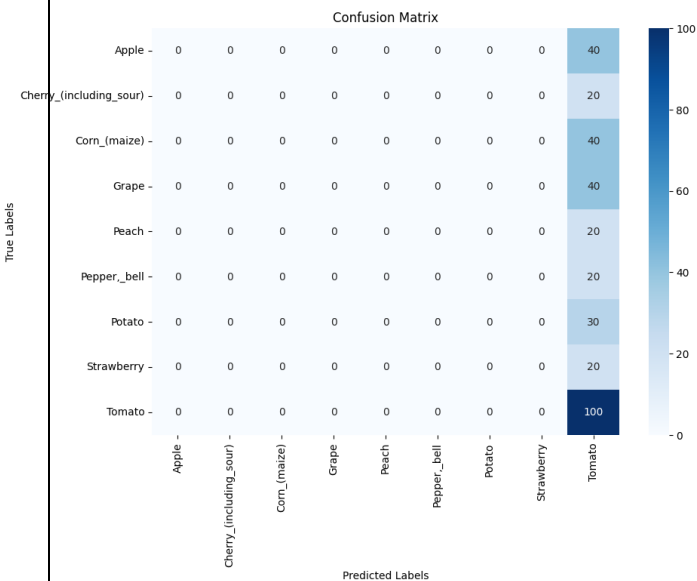 Confusion Matrix
True Labels
Apple 0 0 0 0 0 0 0 0 40
Cherry_(including_sour) 0 0 0 0 0 0 0 0 20
Corn_(maize) 0 0 0 0 0 0 0 0 40
Grape 0 0 0 0 0 0 0 0 40
Peach 0 0 0 0 0 0 0 0 20
Pepper,_bell 0 0 0 0 0 0 0 0 20
Potato 0 0 0 0 0 0 0 0 30
Strawberry 0 0 0 0 0 0 0 0 20
Tomato 0 0 0 0 0 0 0 0 100
Apple
Cherry_(including_sour)
Corn_(maize)
Grape
Peach
Pepper,_bell
Potato
Strawberry
Tomato
Predicted Labels
100
80
60
40
20
0